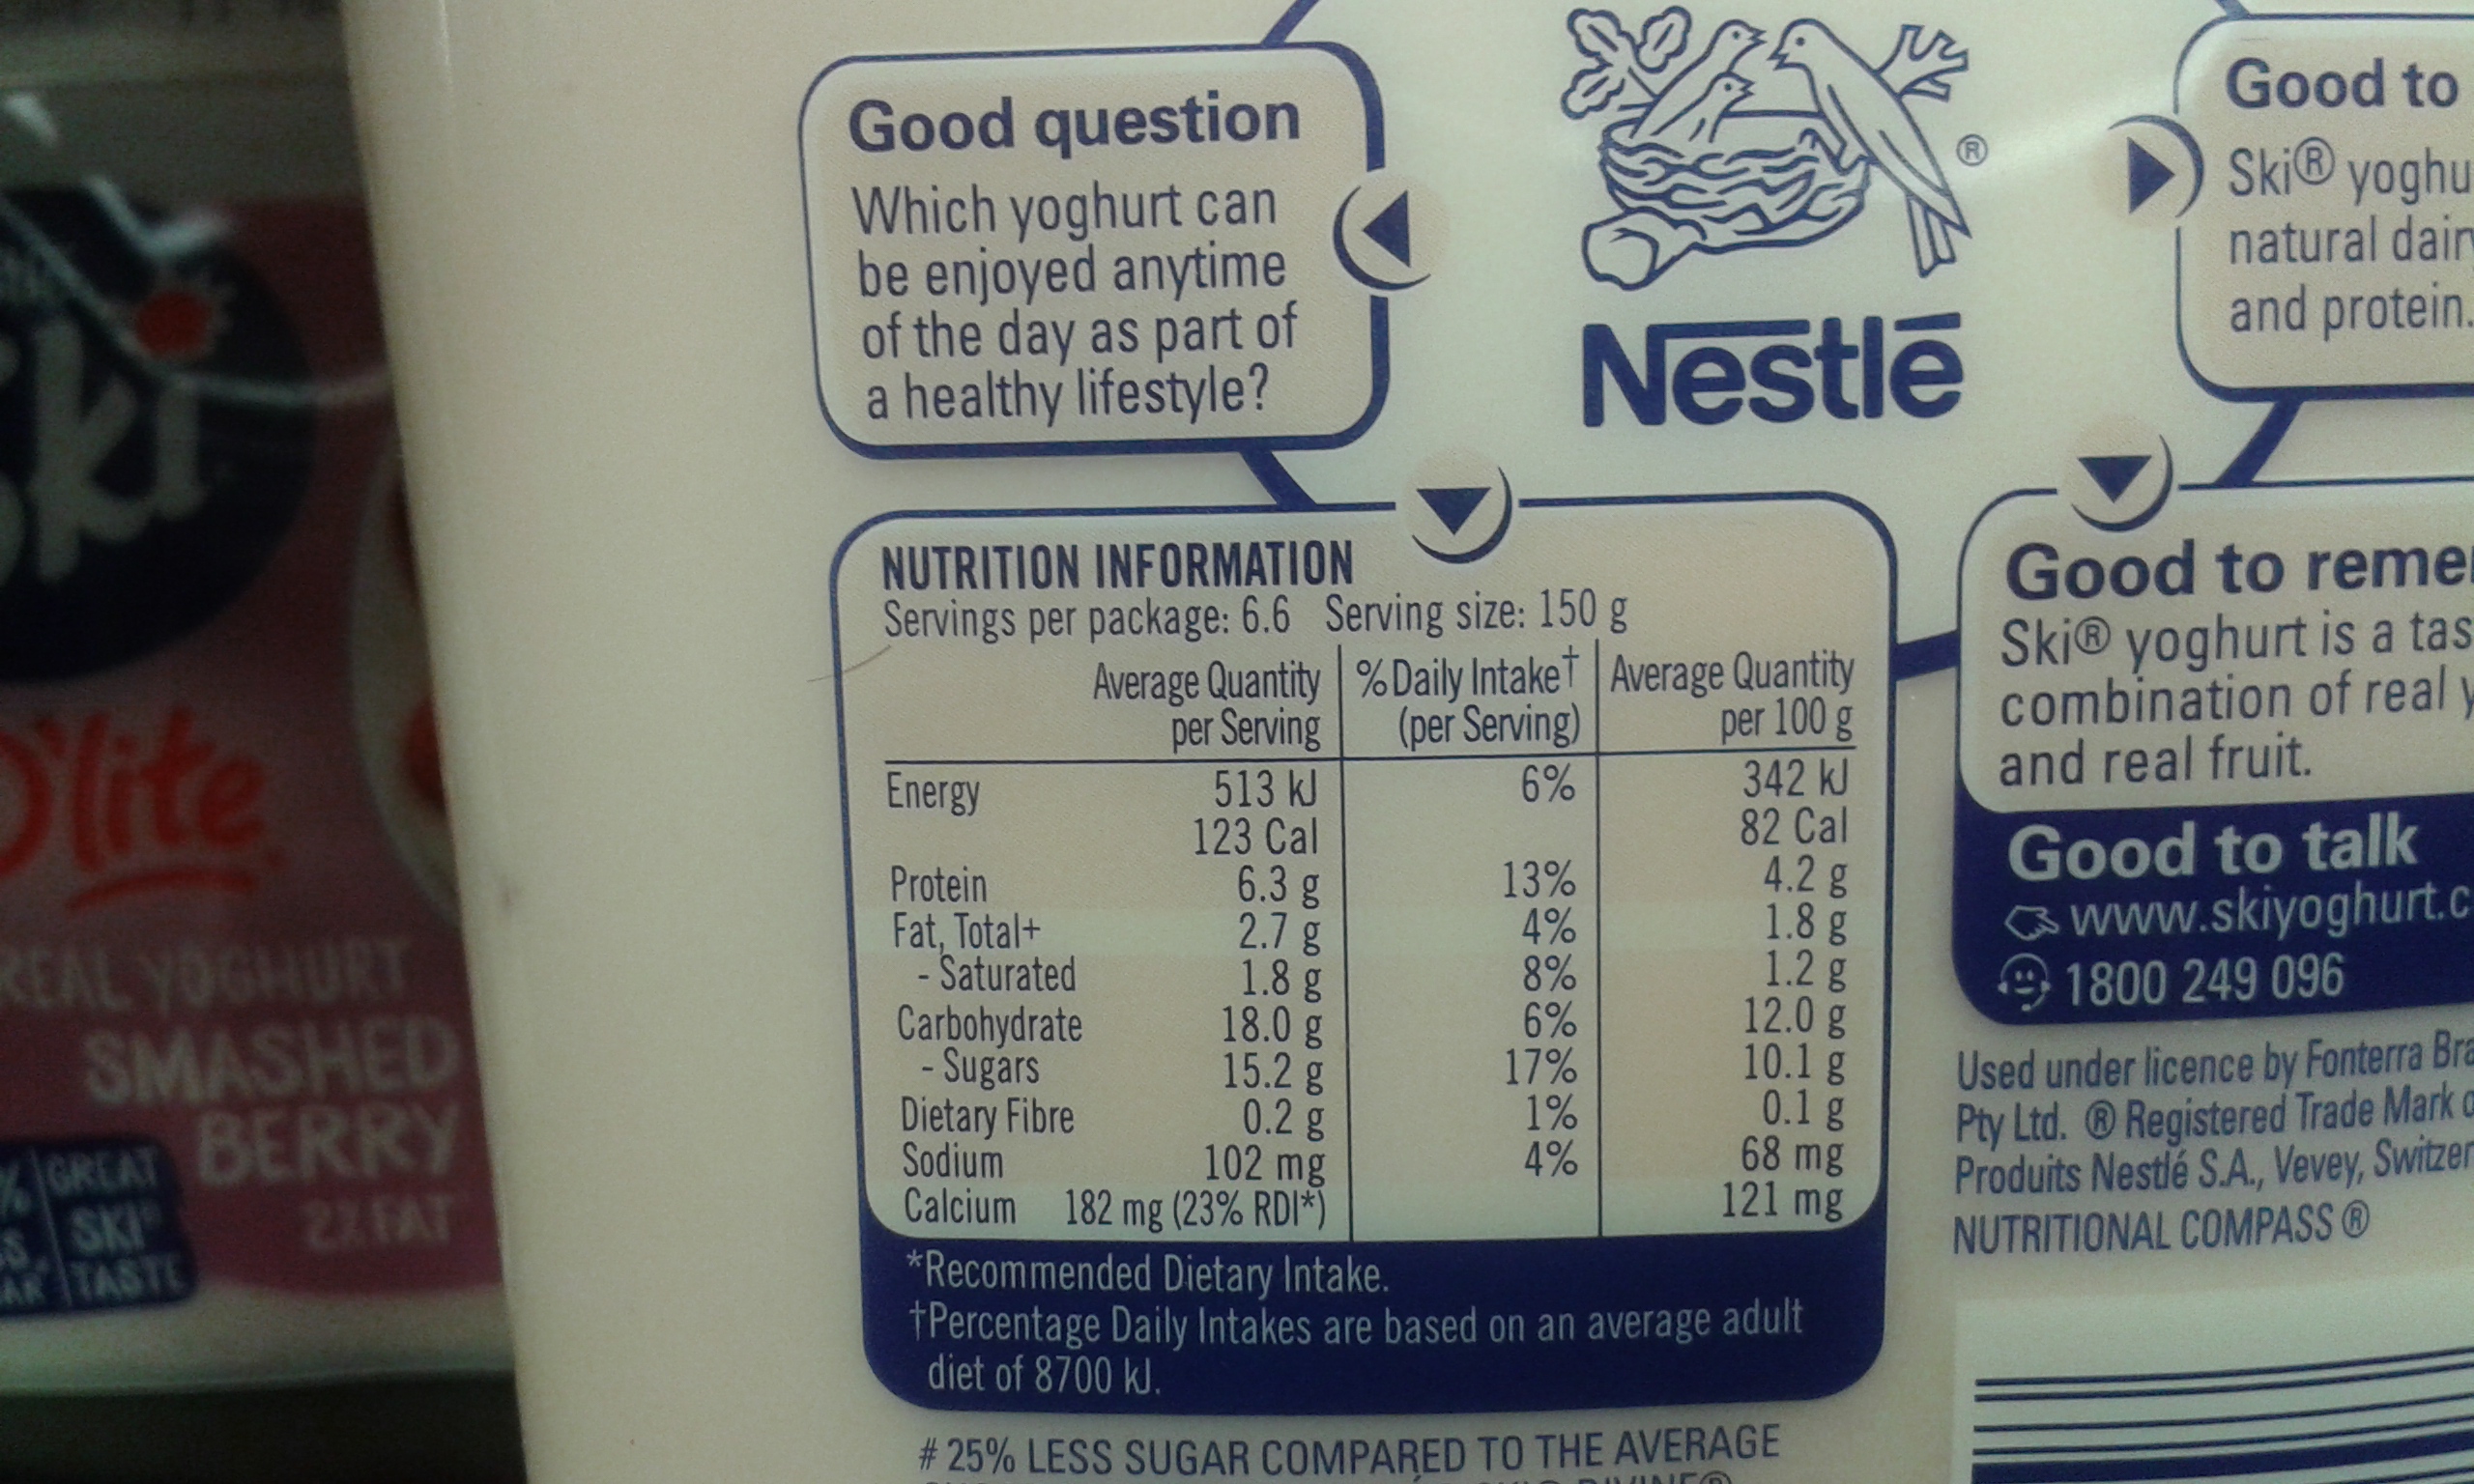 Good question
Which yoghurt can
be enjoyed anytime
of the day as part of
a healthy lifestyle?
®
Nestlé
Good to
Ski® yoghu
natural dairy
and protein.
NUTRITION INFORMATION
Servings per package: 6.6 Serving size: 150 g
Average Quantity per Serving %Daily Intake† (per Serving) Average Quantity per 100 g
Energy 513 kJ 6% 342 kJ
123 Cal 82 Cal
Protein 6.3 g 13% 4.2 g
Fat, Total+ 2.7 g 4% 1.8 g
- Saturated 1.8 g 8% 1.2 g
Carbohydrate 18.0 g 6% 12.0 g
- Sugars 15.2 g 17% 10.1 g
Dietary Fibre 0.2 g 1% 0.1 g
Sodium 102 mg 4% 68 mg
Calcium 182 mg (23% RDI*) 121 mg
*Recommended Dietary Intake.
†Percentage Daily Intakes are based on an average adult
diet of 8700 kJ.
# 25% LESS SUGAR COMPARED TO THE AVERAGE
Good to reme
Ski® yoghurt is a tas
combination of real y
and real fruit.
Good to talk
www.skiyoghurt.c
1800 249 096
Used under licence by Fonterra Bra
Pty Ltd. ® Registered Trade Mark o
Produits Nestlé S.A., Vevey, Switzer
NUTRITIONAL COMPASS ®
Ski
D'lite
REAL YOGHURT
SMASHED
BERRY
2% FAT
GREAT
SKI®
TASTE